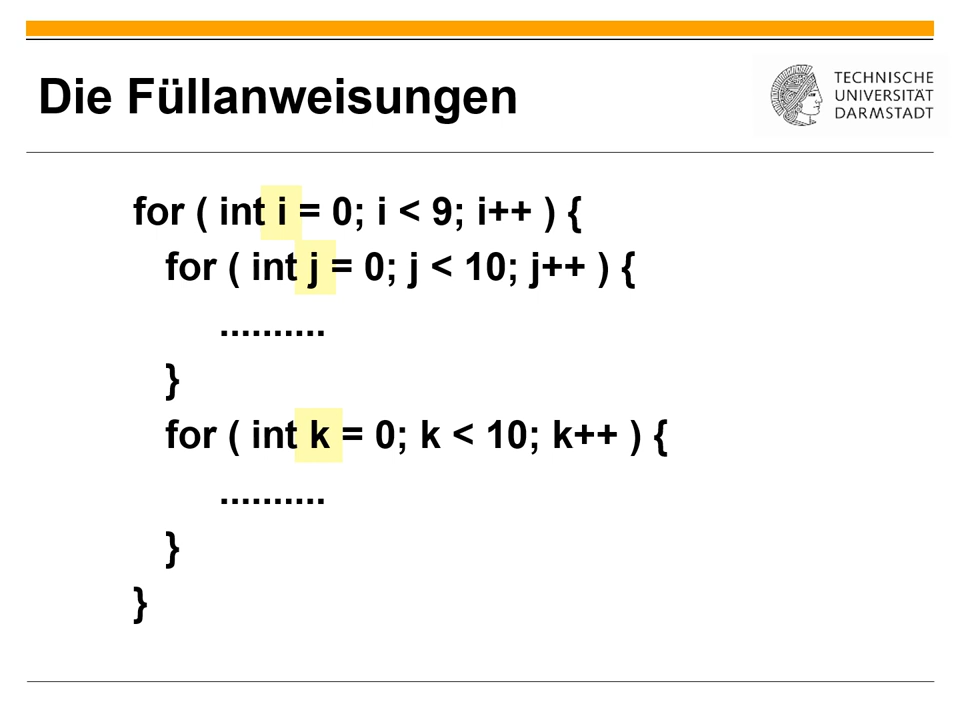 Die Füllanweisungen
TECHNISCHE
UNIVERSITÄT
DARMSTADT
for ( int i = 0; i < 9; i++ ) {
for ( int j = 0; j < 10; j++ ) {
..........
}
for ( int k = 0; k < 10; k++ ) {
..........
}
}